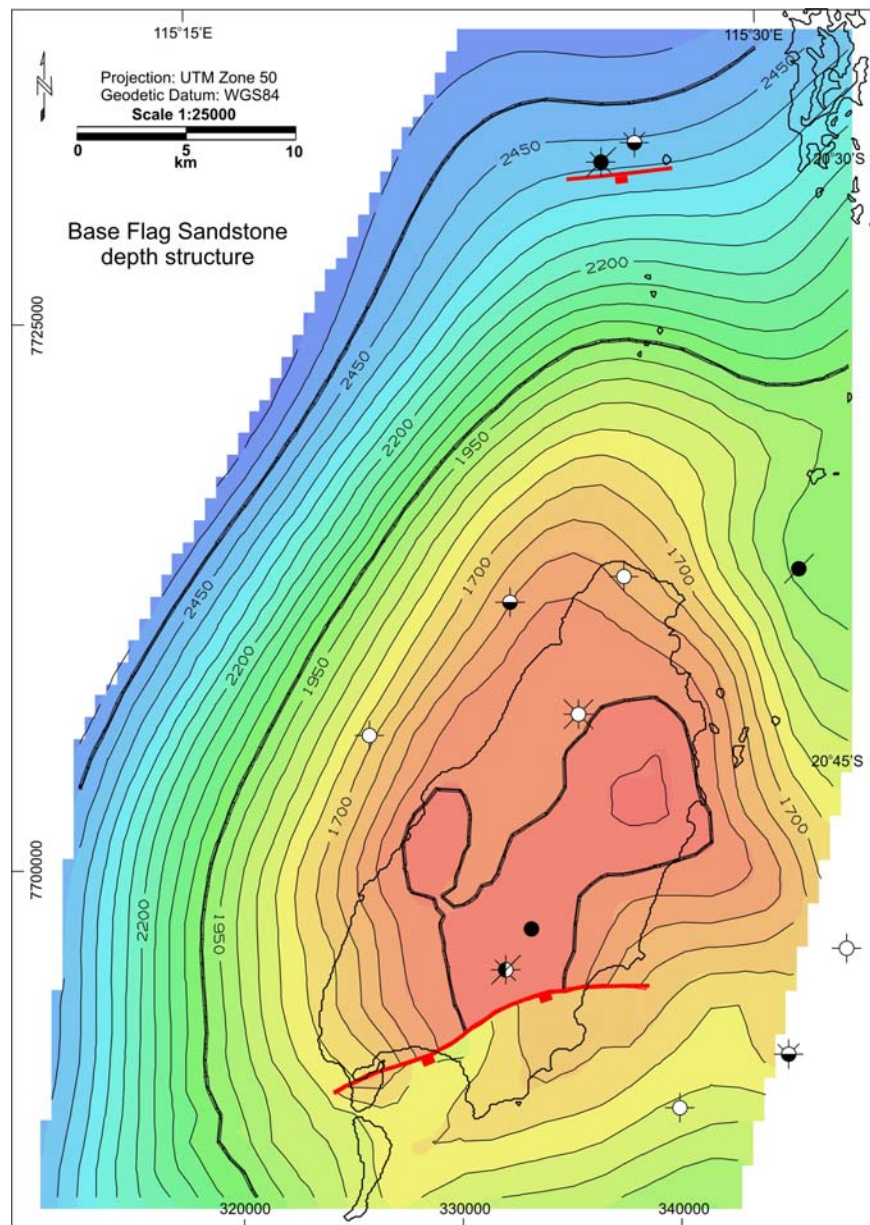 115°15'E
115°30'E
N
Projection: UTM Zone 50
Geodetic Datum: WGS84
Scale 1:25000
0 5 10
km
Base Flag Sandstone
depth structure
2450
2450
20°30'S
2200
7725000
2450
2200
1950
1950
1700
1700
2450
2200
1950
20°45'S
1700
1700
7700000
2200
1950
320000
330000
340000